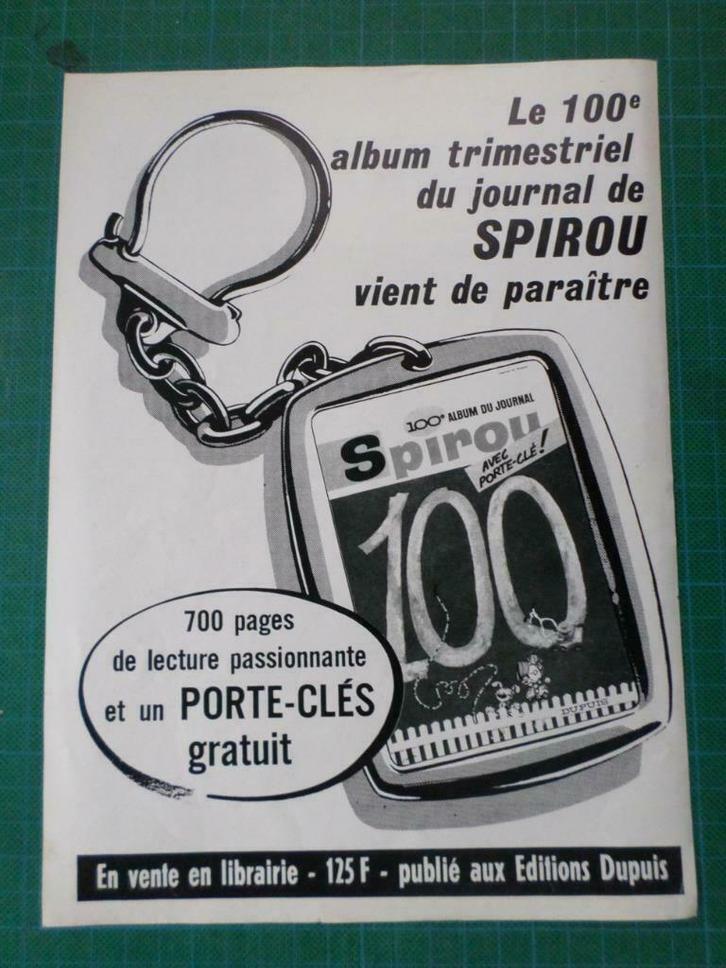 Le 100e
album trimestriel
du journal de
SPIROU
vient de paraître
100e ALBUM DU JOURNAL
Spirou
AVEC
PORTE-CLÉ!
100
DUPUIS
700 pages
de lecture passionnante
et un PORTE-CLÉS
gratuit
En vente en librairie - 125 F - publié aux Editions Dupuis